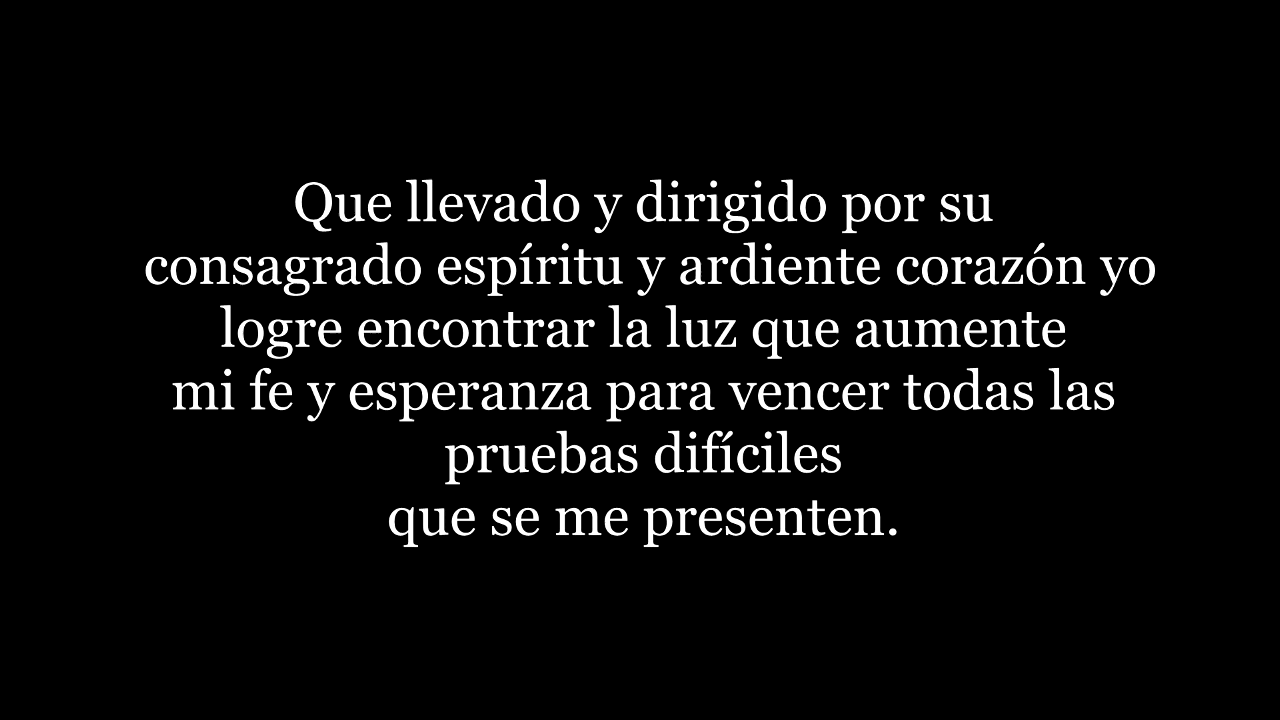 Que llevado y dirigido por su
consagrado espíritu y ardiente corazón yo
logre encontrar la luz que aumente
mi fe y esperanza para vencer todas las
pruebas difíciles
que se me presenten.